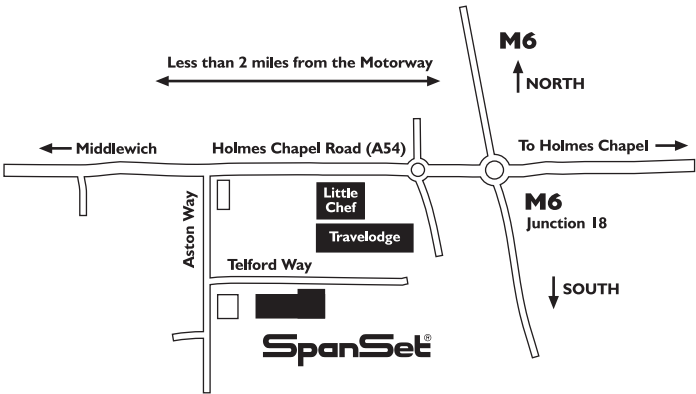 M6
Less than 2 miles from the Motorway
NORTH
Middlewich
Holmes Chapel Road (A54)
To Holmes Chapel
Little
Chef
M6
Junction 18
Aston Way
Travelodge
Telford Way
SOUTH
SpanSet®